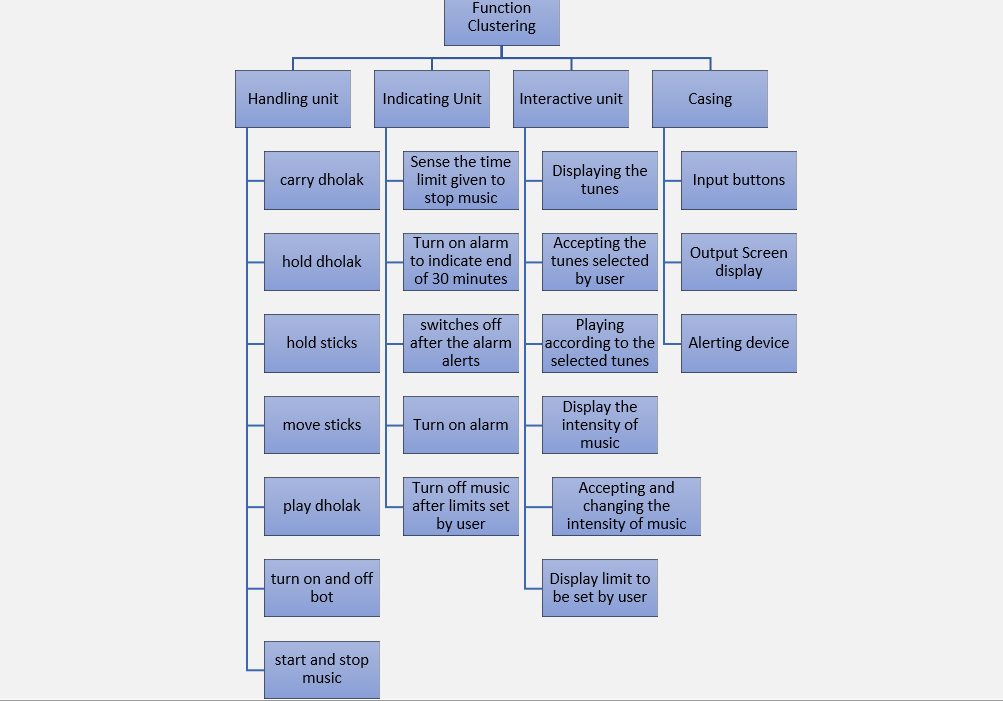 Function
Clustering
Handling unit
carry dholak
hold dholak
hold sticks
move sticks
play dholak
turn on and off
bot
start and stop
music
Indicating Unit
Sense the time
limit given to
stop music
Turn on alarm
to indicate end
of 30 minutes
switches off
after the alarm
alerts
Turn on alarm
Turn off music
after limits set
by user
Interactive unit
Displaying the
tunes
Accepting the
tunes selected
by user
Playing
according to the
selected tunes
Display the
intensity of
music
Accepting and
changing the
intensity of music
Display limit to
be set by user
Casing
Input buttons
Output Screen
display
Alerting device